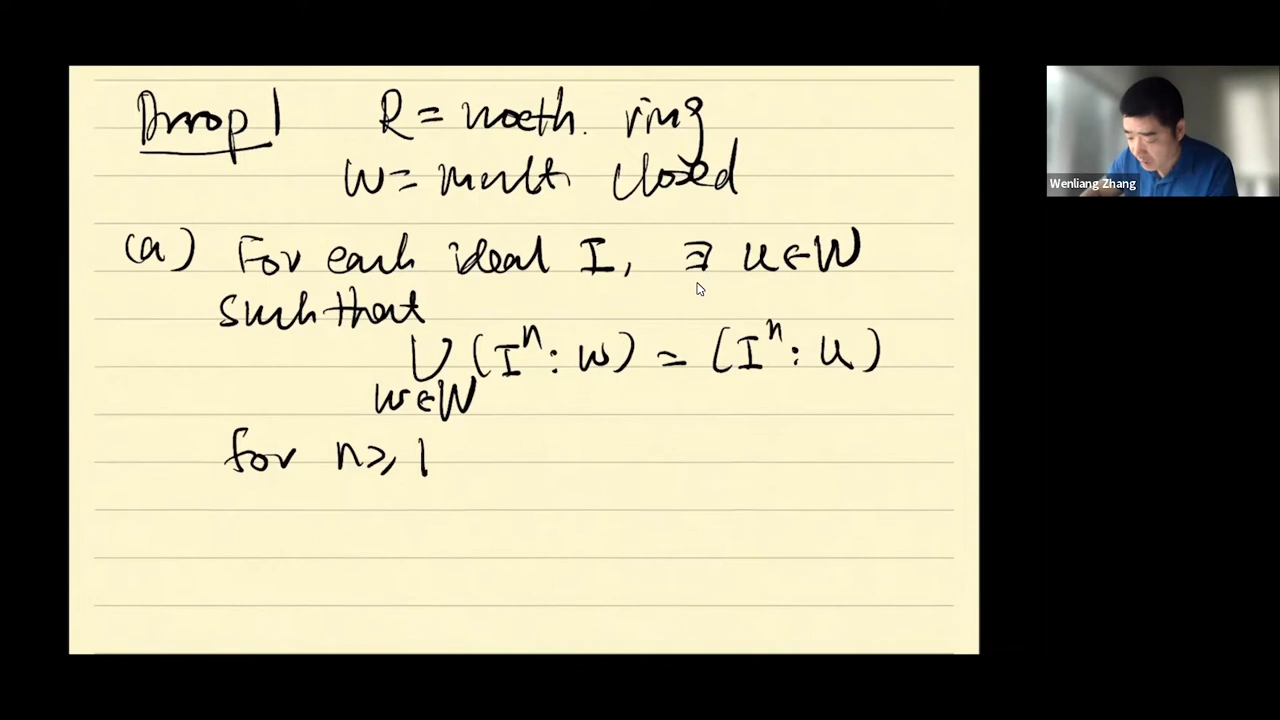 Prop 1 R = noeth. ring
W = mult. closed
(a) For each ideal I, ∃ u ∈ W
such that
⋃ (Iⁿ : w) = (Iⁿ : u)
w ∈ W
for n ≥ 1
Wenliang Zhang